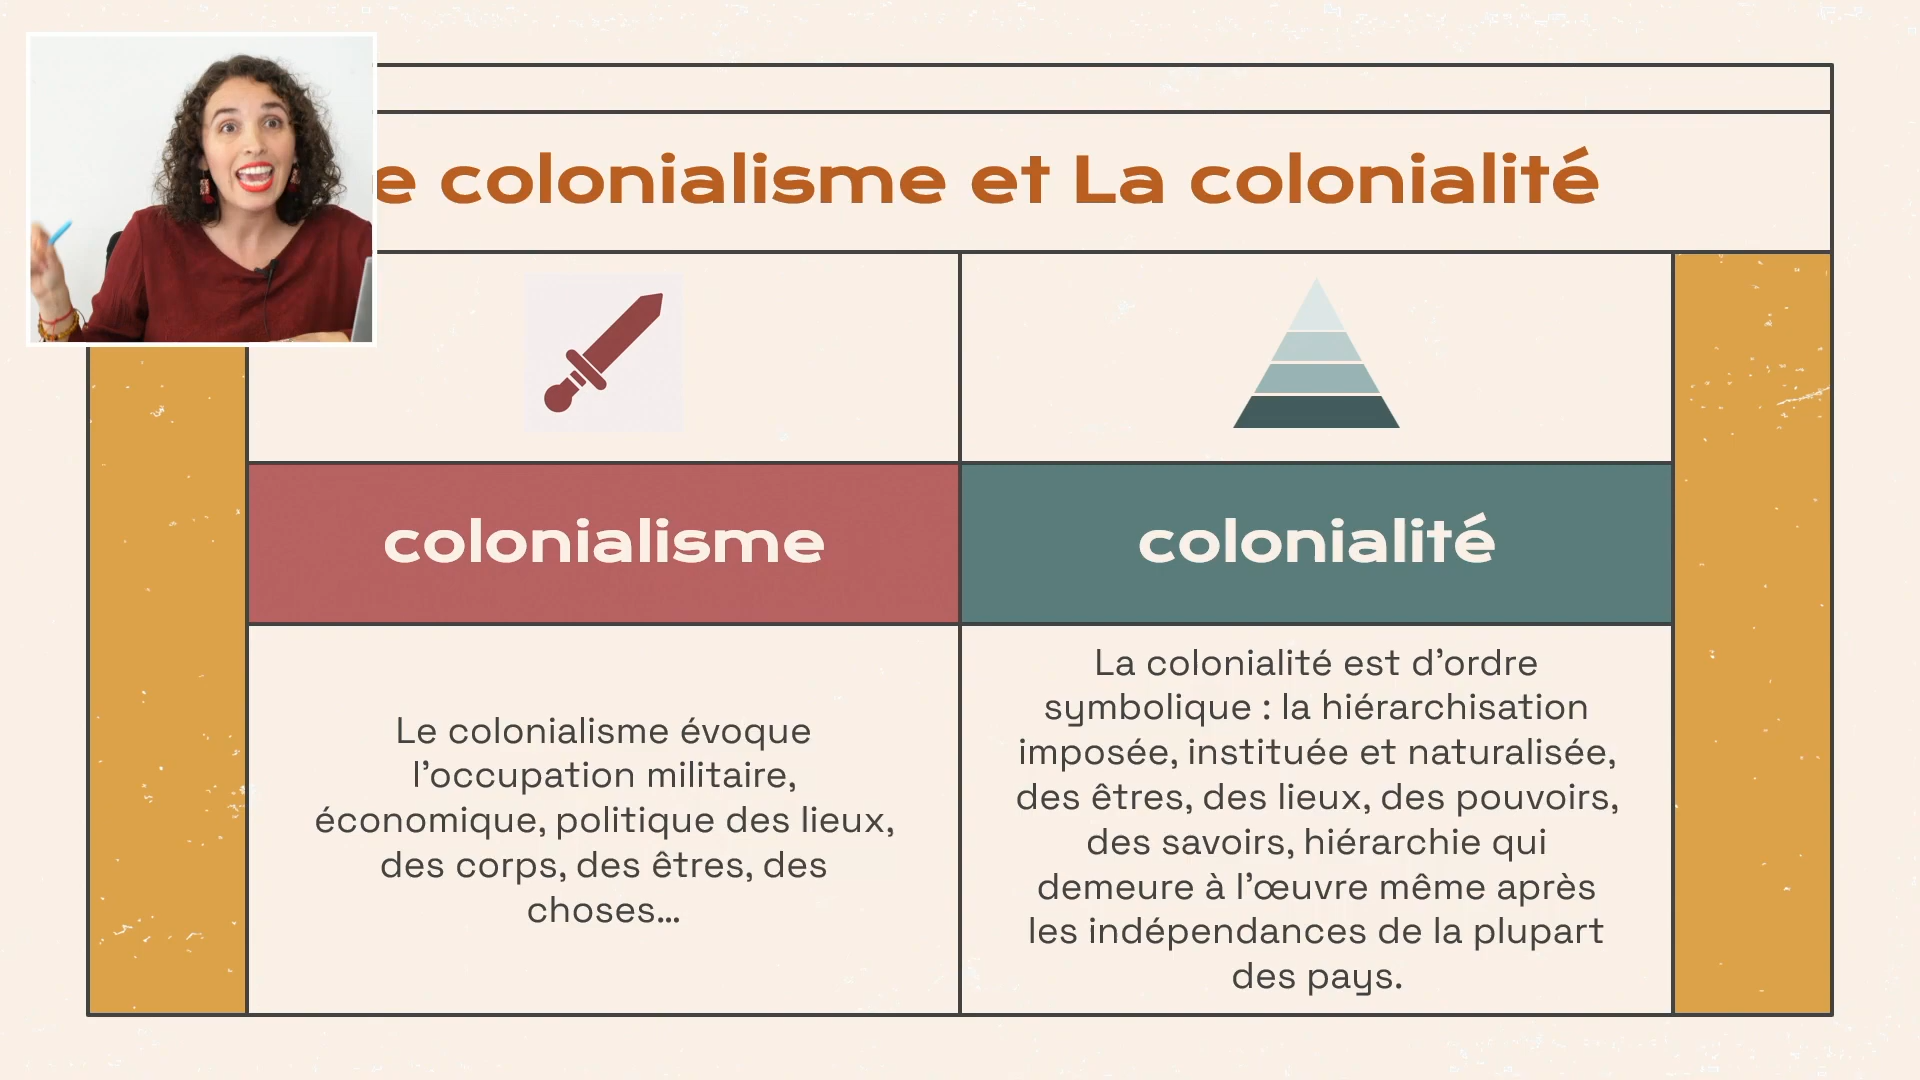 e colonialisme et La colonialité
colonialisme
Le colonialisme évoque
l’occupation militaire,
économique, politique des lieux,
des corps, des êtres, des
choses...
colonialité
La colonialité est d’ordre
symbolique : la hiérarchisation
imposée, instituée et naturalisée,
des êtres, des lieux, des pouvoirs,
des savoirs, hiérarchie qui
demeure à l’œuvre même après
les indépendances de la plupart
des pays.